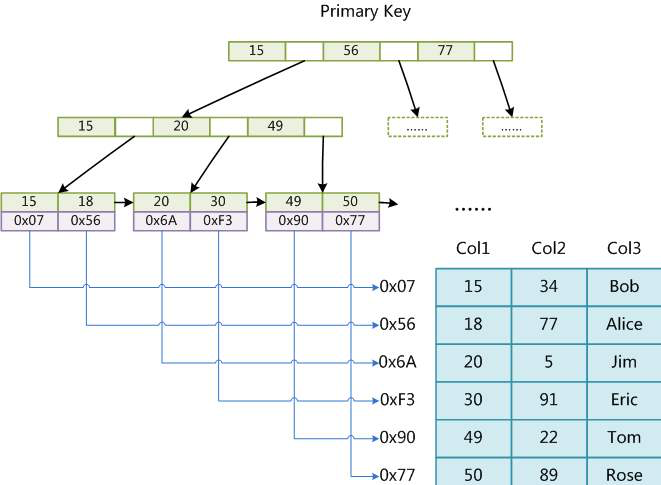 Primary Key
15 56 77
15 20 49
...... ......
15 18 20 30 49 50
0x07 0x56 0x6A 0xF3 0x90 0x77
......
Col1 Col2 Col3
0x07 15 34 Bob
0x56 18 77 Alice
0x6A 20 5 Jim
0xF3 30 91 Eric
0x90 49 22 Tom
0x77 50 89 Rose